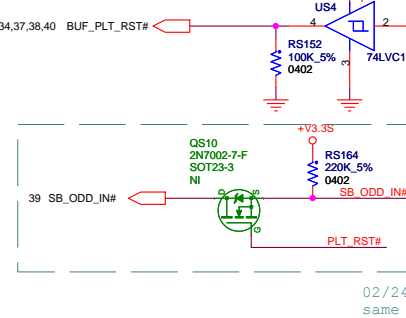 34,37,38,40 BUF_PLT_RST#
US4
4
2
3
74LVC1
RS152
100K_5%
0402
+V3.3S
QS10
2N7002-7-F
SOT23-3
NI
RS164
220K_5%
0402
39 SB_ODD_IN#
D
S
G
SB_ODD_IN#
PLT_RST#
02/24
same